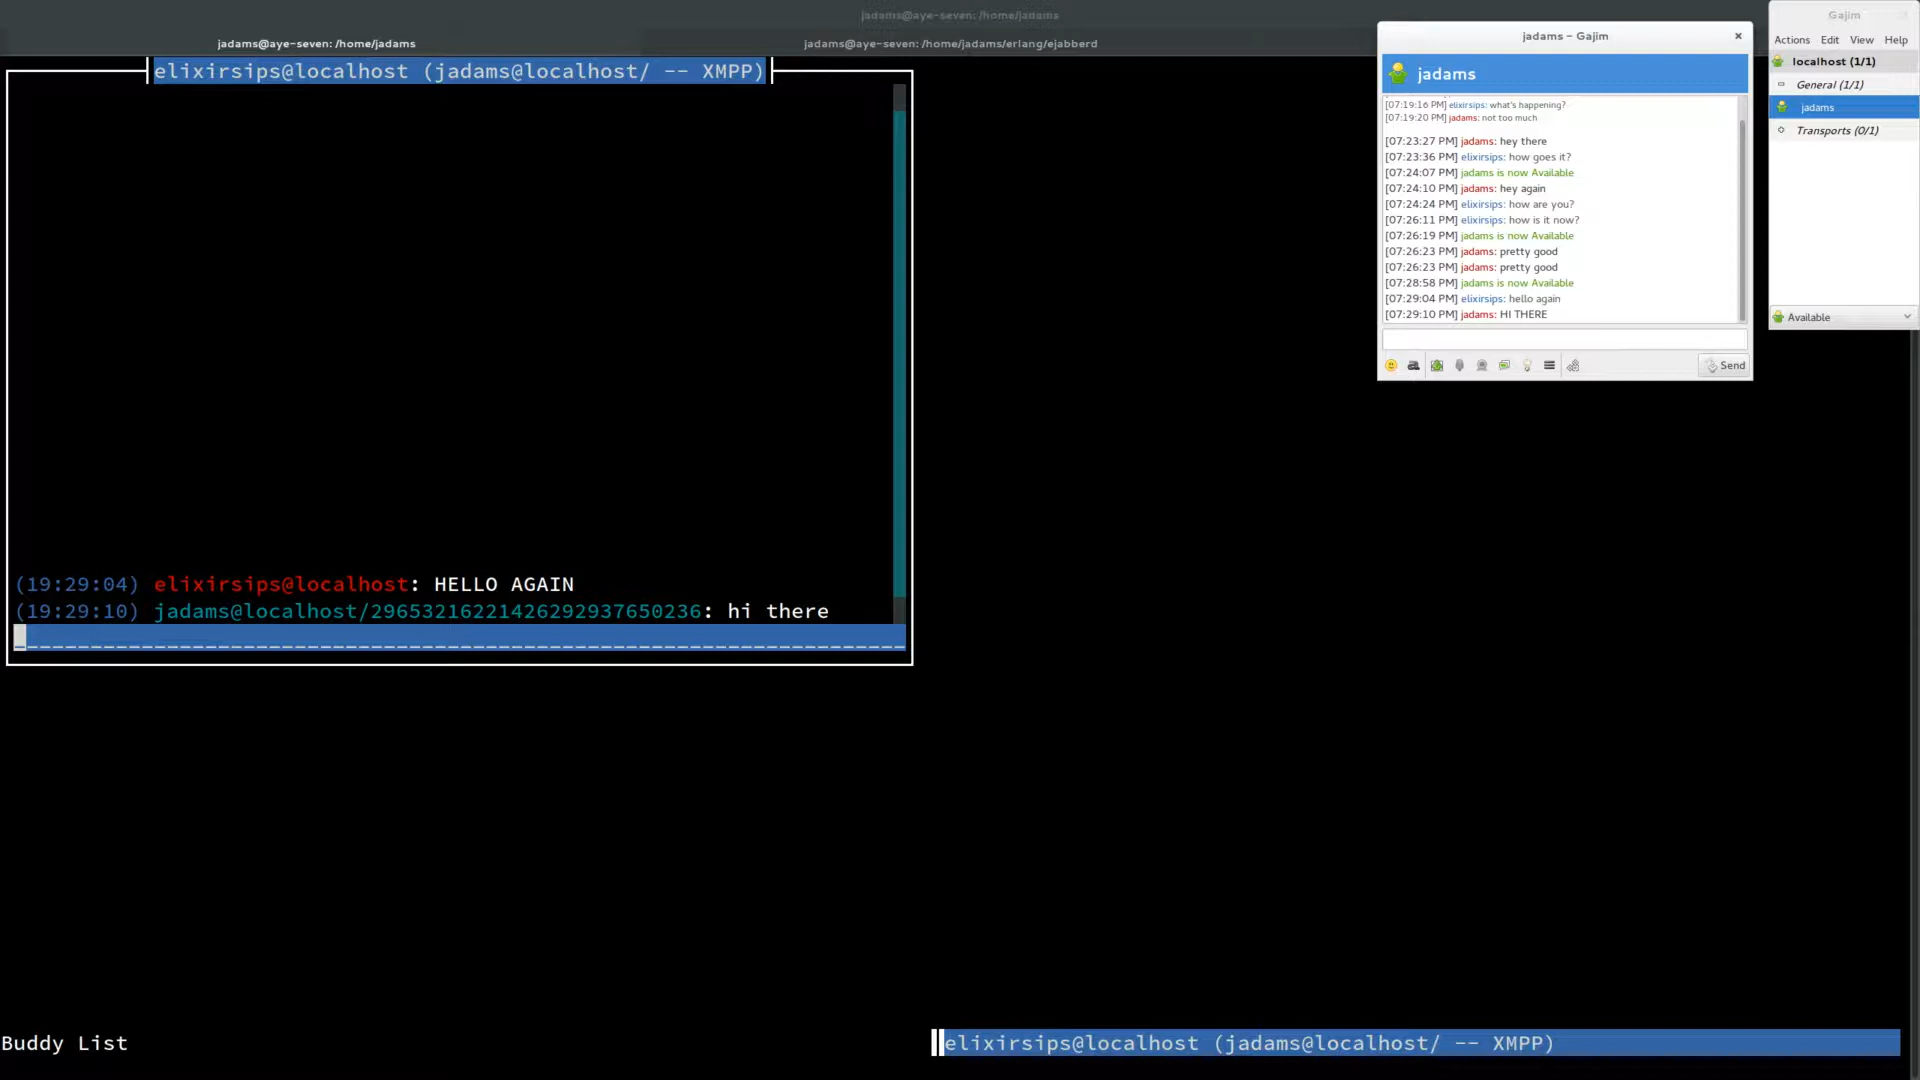 jadams@aye-seven: /home/jadams
jadams@aye-seven: /home/jadams
jadams@aye-seven: /home/jadams/erlang/ejabberd
elixirsips@localhost (jadams@localhost/ -- XMPP)
(19:29:04) elixirsips@localhost: HELLO AGAIN
(19:29:10) jadams@localhost/29653216221426292937650236: hi there
Buddy List
elixirsips@localhost (jadams@localhost/ -- XMPP)
jadams - Gajim
jadams
[07:19:16 PM] elixirsips: what's happening?
[07:19:20 PM] jadams: not too much
[07:23:27 PM] jadams: hey there
[07:23:36 PM] elixirsips: how goes it?
[07:24:07 PM] jadams is now Available
[07:24:10 PM] jadams: hey again
[07:24:24 PM] elixirsips: how are you?
[07:26:11 PM] elixirsips: how is it now?
[07:26:19 PM] jadams is now Available
[07:26:23 PM] jadams: pretty good
[07:26:23 PM] jadams: pretty good
[07:28:58 PM] jadams is now Available
[07:29:04 PM] elixirsips: hello again
[07:29:10 PM] jadams: HI THERE
Send
Gajim
Actions Edit View Help
localhost (1/1)
General (1/1)
jadams
Transports (0/1)
Available